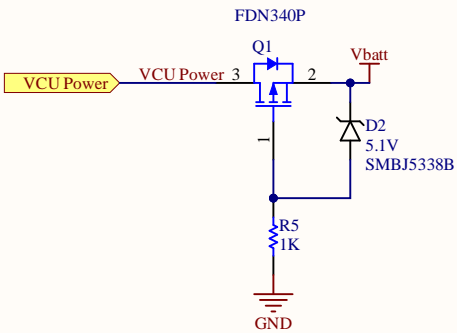 FDN340P
Q1
Vbatt
VCU Power
VCU Power
3
2
1
D2
5.1V
SMBJ5338B
R5
1K
GND